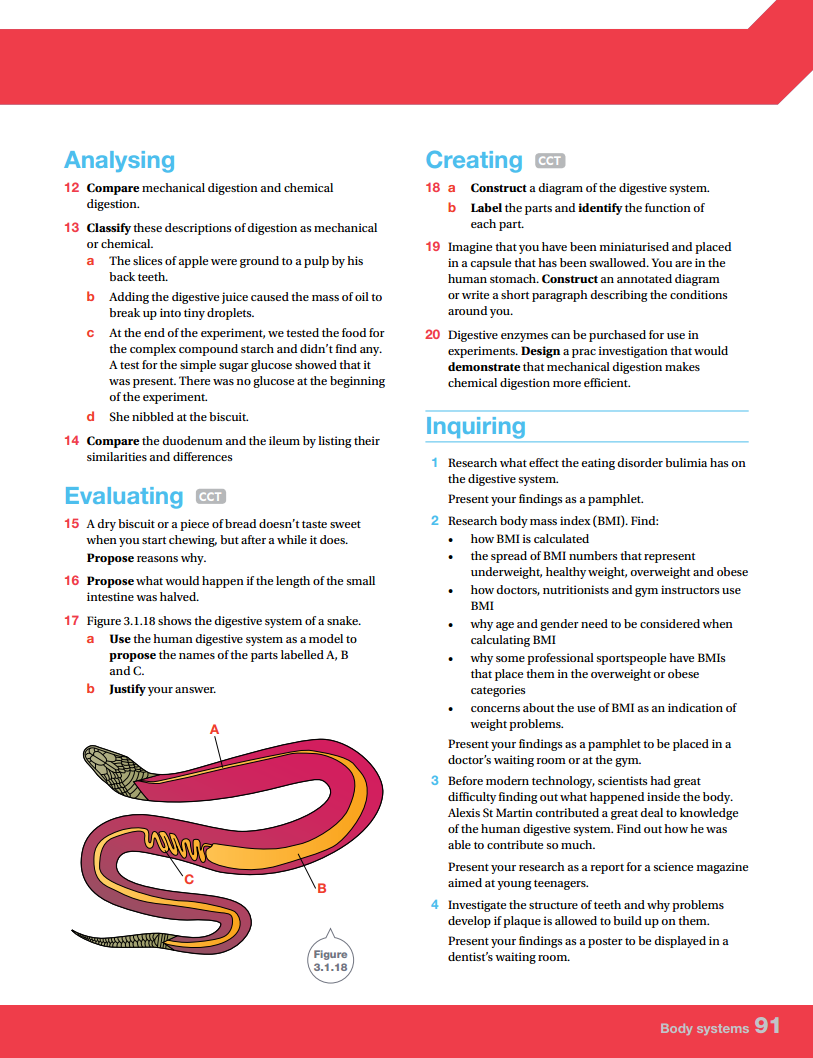 Analysing
12 Compare mechanical digestion and chemical
digestion.
13 Classify these descriptions of digestion as mechanical
or chemical.
a The slices of apple were ground to a pulp by his
back teeth.
b Adding the digestive juice caused the mass of oil to
break up into tiny droplets.
c At the end of the experiment, we tested the food for
the complex compound starch and didn't find any.
A test for the simple sugar glucose showed that it
was present. There was no glucose at the beginning
of the experiment.
d She nibbled at the biscuit.
14 Compare the duodenum and the ileum by listing their
similarities and differences
Evaluating CCT
15 A dry biscuit or a piece of bread doesn't taste sweet
when you start chewing, but after a while it does.
Propose reasons why.
16 Propose what would happen if the length of the small
intestine was halved.
17 Figure 3.1.18 shows the digestive system of a snake.
a Use the human digestive system as a model to
propose the names of the parts labelled A, B
and C.
b Justify your answer.
A
C
B
Figure
3.1.18
Creating CCT
18 a Construct a diagram of the digestive system.
b Label the parts and identify the function of
each part.
19 Imagine that you have been miniaturised and placed
in a capsule that has been swallowed. You are in the
human stomach. Construct an annotated diagram
or write a short paragraph describing the conditions
around you.
20 Digestive enzymes can be purchased for use in
experiments. Design a prac investigation that would
demonstrate that mechanical digestion makes
chemical digestion more efficient.
Inquiring
1 Research what effect the eating disorder bulimia has on
the digestive system.
Present your findings as a pamphlet.
2 Research body mass index (BMI). Find:
• how BMI is calculated
• the spread of BMI numbers that represent
underweight, healthy weight, overweight and obese
• how doctors, nutritionists and gym instructors use
BMI
• why age and gender need to be considered when
calculating BMI
• why some professional sportspeople have BMIs
that place them in the overweight or obese
categories
• concerns about the use of BMI as an indication of
weight problems.
Present your findings as a pamphlet to be placed in a
doctor's waiting room or at the gym.
3 Before modern technology, scientists had great
difficulty finding out what happened inside the body.
Alexis St Martin contributed a great deal to knowledge
of the human digestive system. Find out how he was
able to contribute so much.
Present your research as a report for a science magazine
aimed at young teenagers.
4 Investigate the structure of teeth and why problems
develop if plaque is allowed to build up on them.
Present your findings as a poster to be displayed in a
dentist's waiting room.
Body systems 91